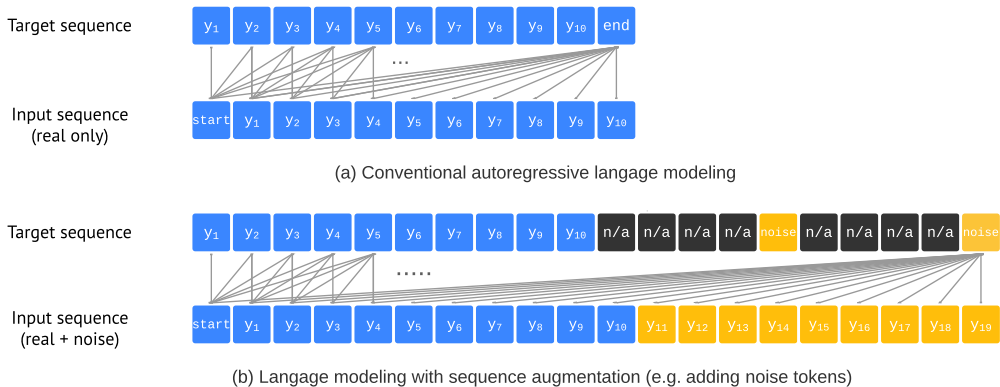 Target sequence y₁ y₂ y₃ y₄ y₅ y₆ y₇ y₈ y₉ y₁₀ end
...
Input sequence (real only) start y₁ y₂ y₃ y₄ y₅ y₆ y₇ y₈ y₉ y₁₀
(a) Conventional autoregressive langage modeling
Target sequence y₁ y₂ y₃ y₄ y₅ y₆ y₇ y₈ y₉ y₁₀ n/a n/a n/a n/a noise n/a n/a n/a n/a noise
.....
Input sequence (real + noise) start y₁ y₂ y₃ y₄ y₅ y₆ y₇ y₈ y₉ y₁₀ y₁₁ y₁₂ y₁₃ y₁₄ y₁₅ y₁₆ y₁₇ y₁₈ y₁₉
(b) Langage modeling with sequence augmentation (e.g. adding noise tokens)